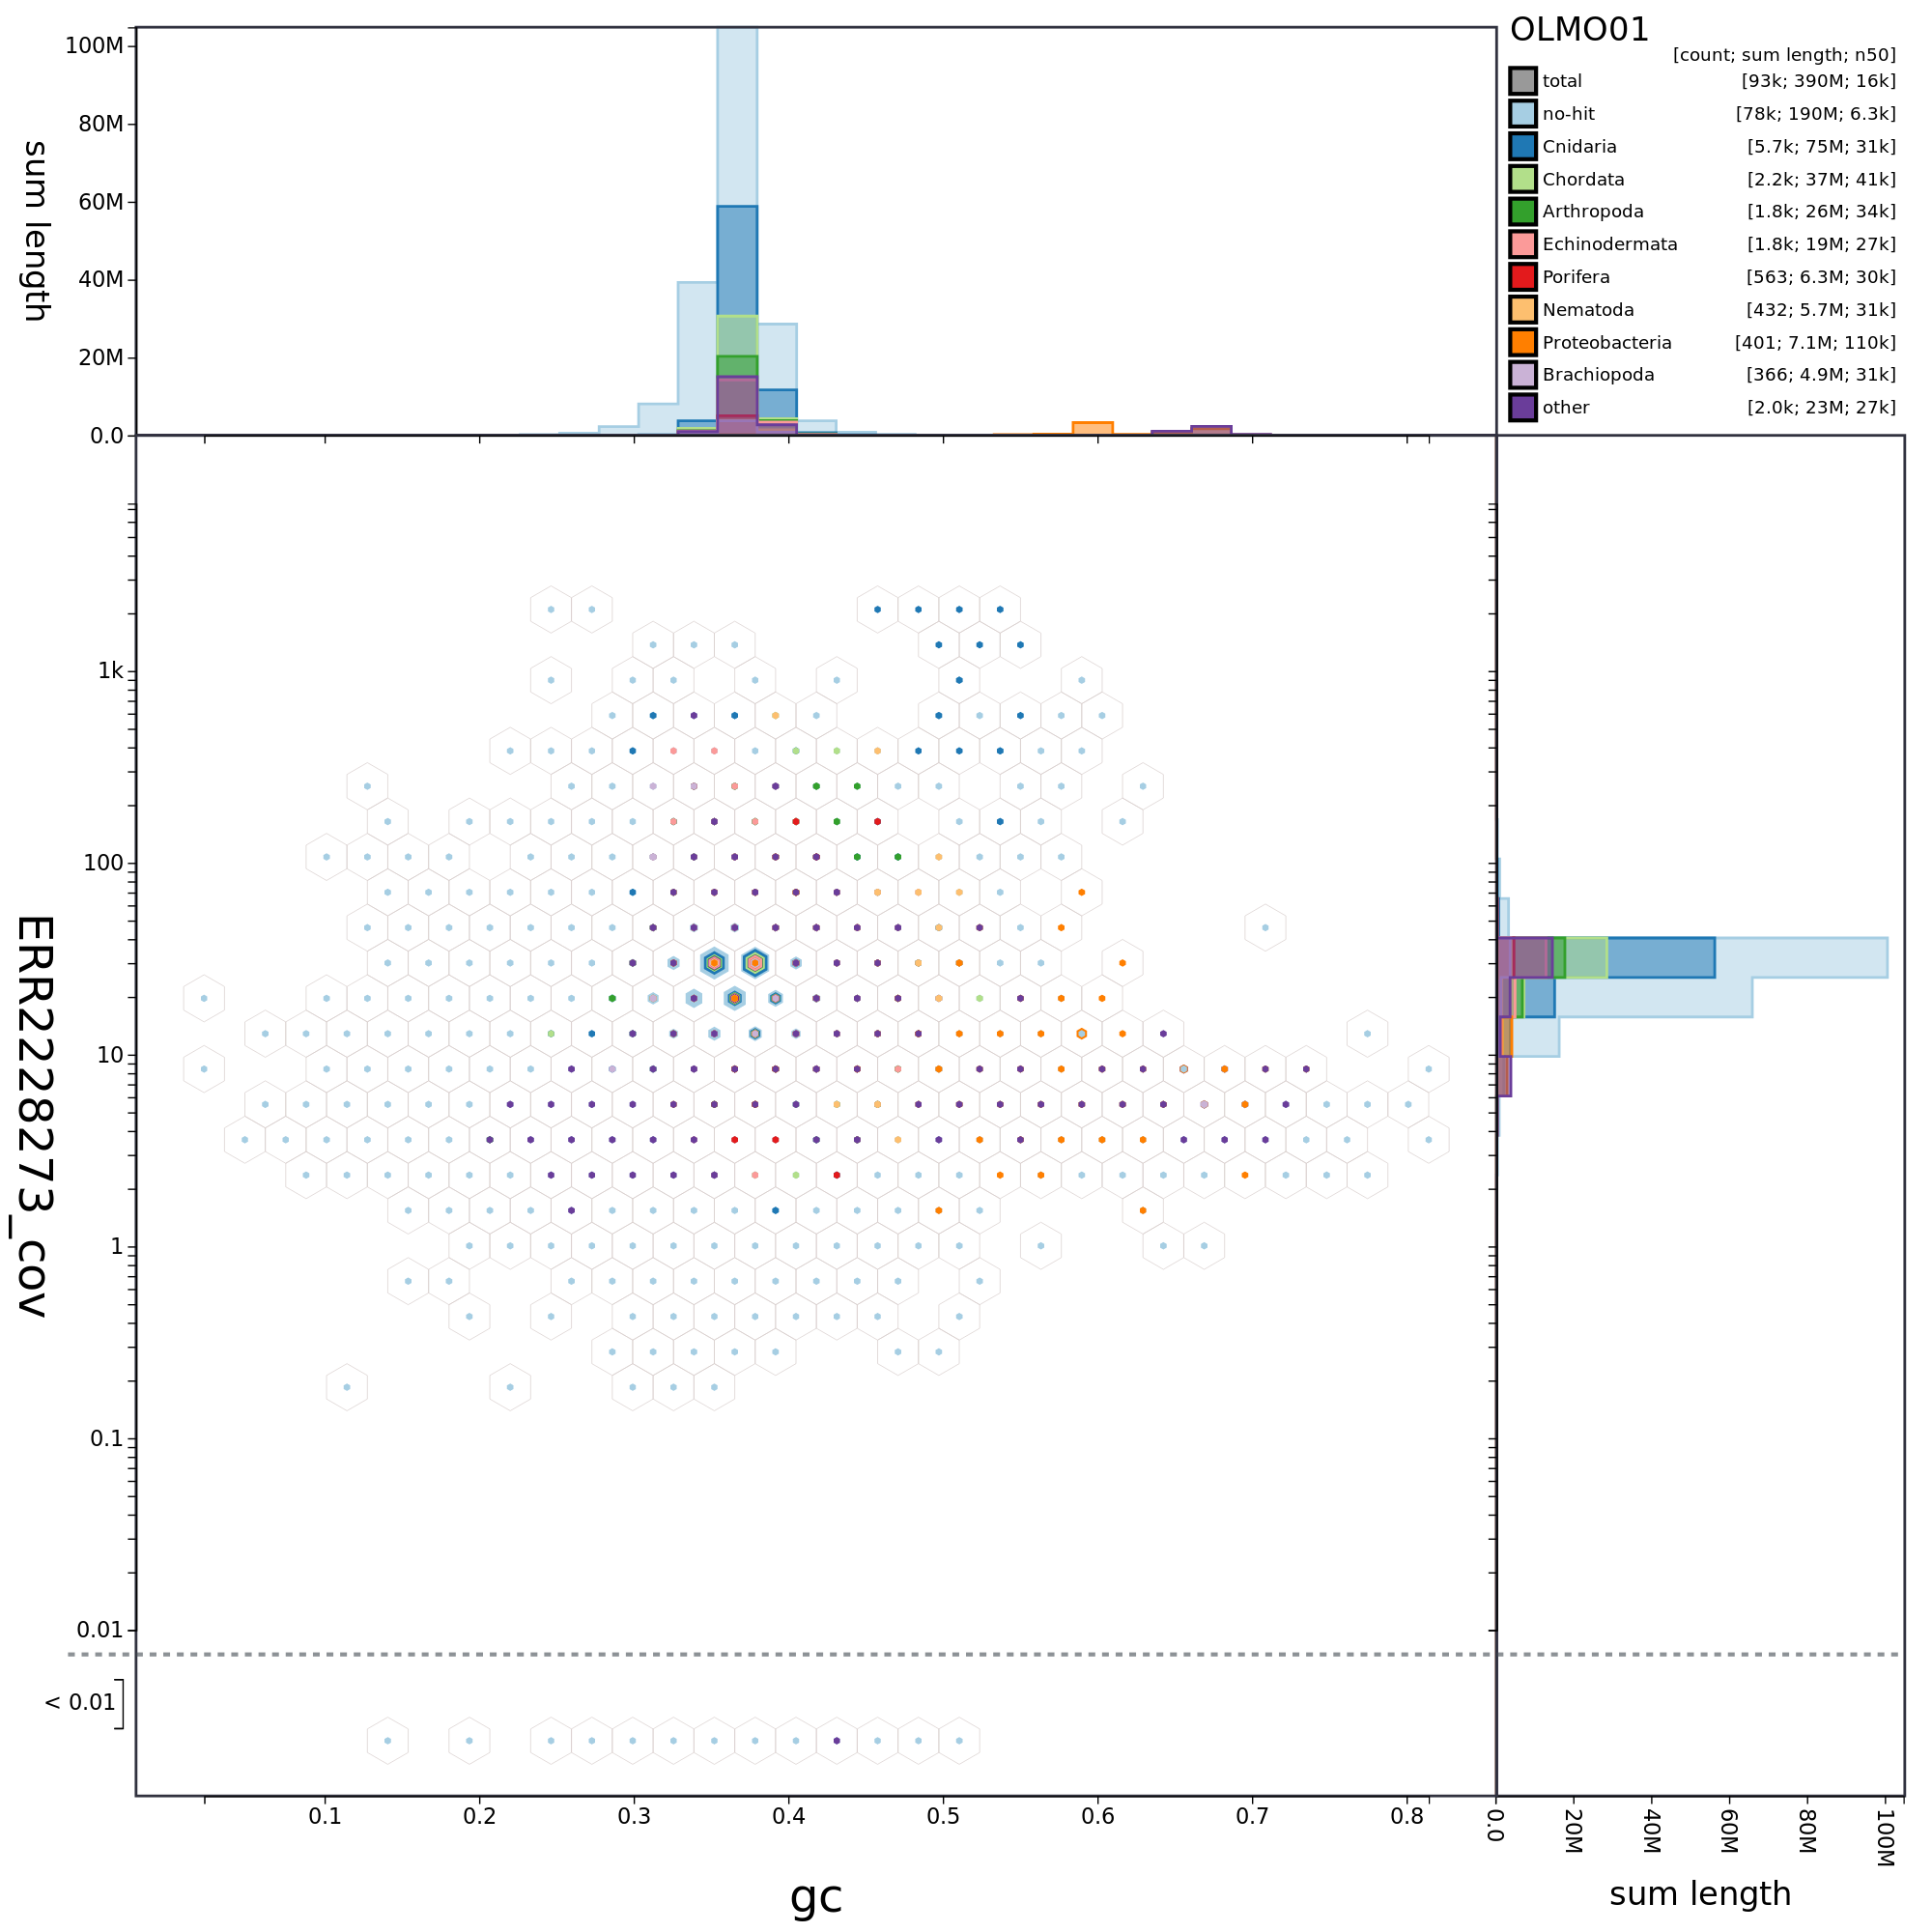 OLMO01
[count; sum length; n50]
total [93k; 390M; 16k]
no-hit [78k; 190M; 6.3k]
Cnidaria [5.7k; 75M; 31k]
Chordata [2.2k; 37M; 41k]
Arthropoda [1.8k; 26M; 34k]
Echinodermata [1.8k; 19M; 27k]
Porifera [563; 6.3M; 30k]
Nematoda [432; 5.7M; 31k]
Proteobacteria [401; 7.1M; 110k]
Brachiopoda [366; 4.9M; 31k]
other [2.0k; 23M; 27k]
sum length
100M
80M
60M
40M
20M
0.0
ERR2228273_cov
1k
100
10
1
0.1
0.01
< 0.01
0.1 0.2 0.3 0.4 0.5 0.6 0.7 0.8
gc
0.0 20M 40M 60M 80M 100M
sum length